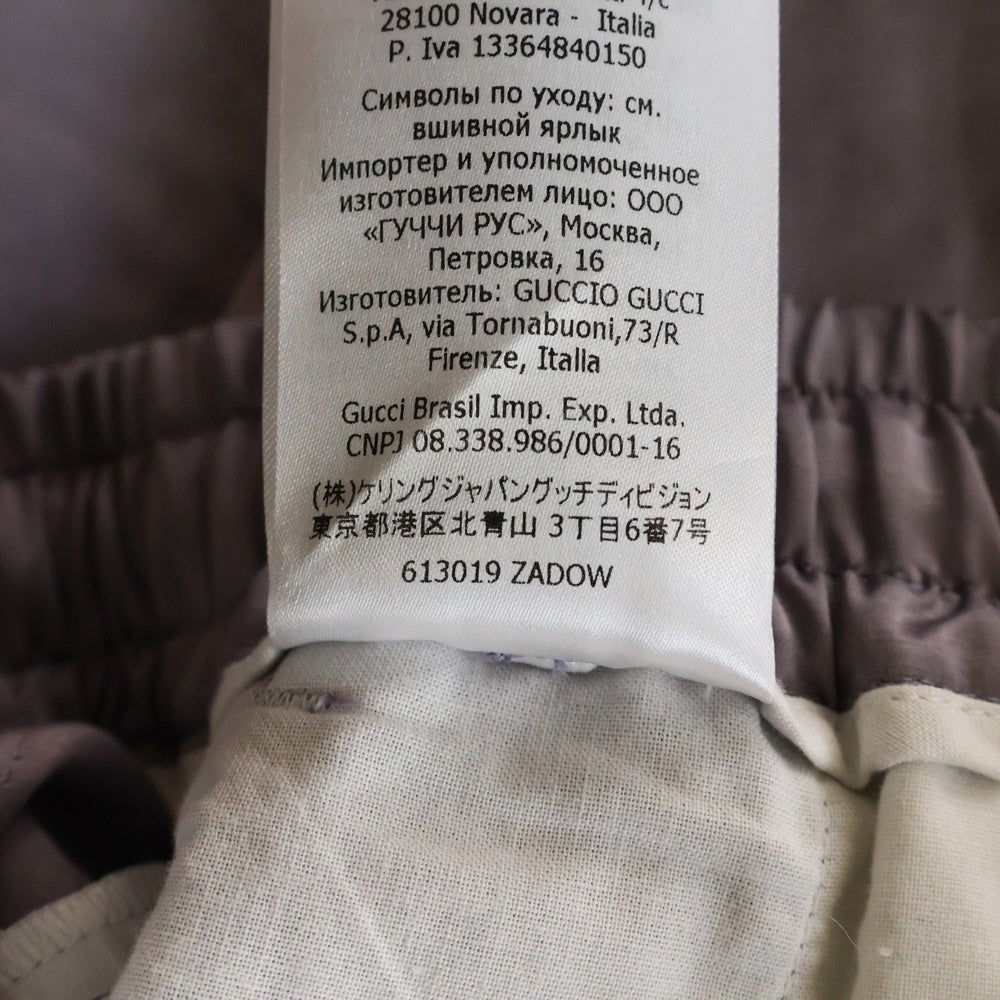 28100 Novara - Italia
P. Iva 13364840150
Символы по уходу: см.
вшивной ярлык
Импортер и уполномоченное
изготовителем лицо: ООО
«ГУЧЧИ РУС», Москва,
Петровка, 16
Изготовитель: GUCCIO GUCCI
S.p.A, via Tornabuoni,73/R
Firenze, Italia
Gucci Brasil Imp. Exp. Ltda.
CNPJ 08.338.986/0001-16
(株)ケリングジャパングッチディビジョン
東京都港区北青山 3丁目6番7号
613019 ZADOW